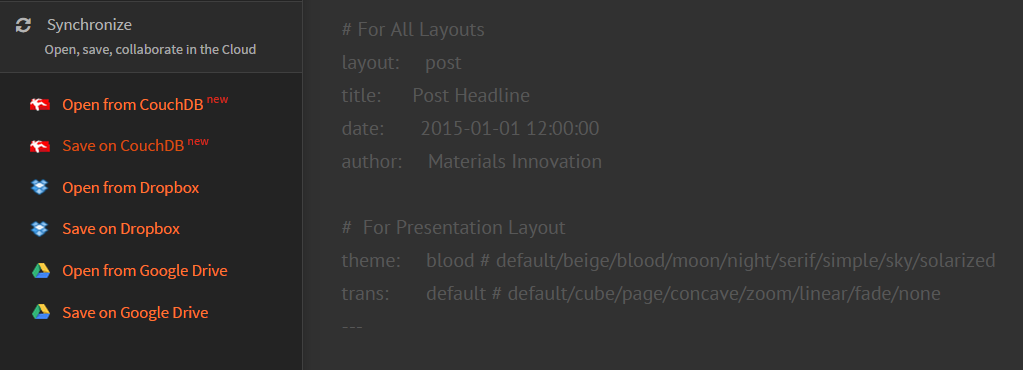 Synchronize
Open, save, collaborate in the Cloud
Open from CouchDB new
Save on CouchDB new
Open from Dropbox
Save on Dropbox
Open from Google Drive
Save on Google Drive
# For All Layouts
layout: post
title: Post Headline
date: 2015-01-01 12:00:00
author: Materials Innovation
# For Presentation Layout
theme: blood # default/beige/blood/moon/night/serif/simple/sky/solarized
trans: default # default/cube/page/concave/zoom/linear/fade/none
---